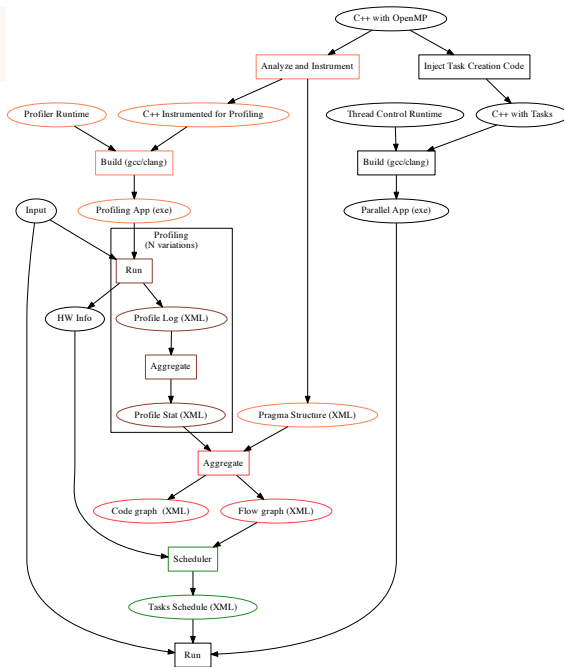 C++ with OpenMP
Analyze and Instrument
Inject Task Creation Code
Profiler Runtime
C++ Instrumented for Profiling
Thread Control Runtime
C++ with Tasks
Build (gcc/clang)
Build (gcc/clang)
Input
Profiling App (exe)
Parallel App (exe)
Profiling
(N variations)
Run
HW Info
Profile Log (XML)
Aggregate
Profile Stat (XML)
Pragma Structure (XML)
Aggregate
Code graph (XML)
Flow graph (XML)
Scheduler
Tasks Schedule (XML)
Run